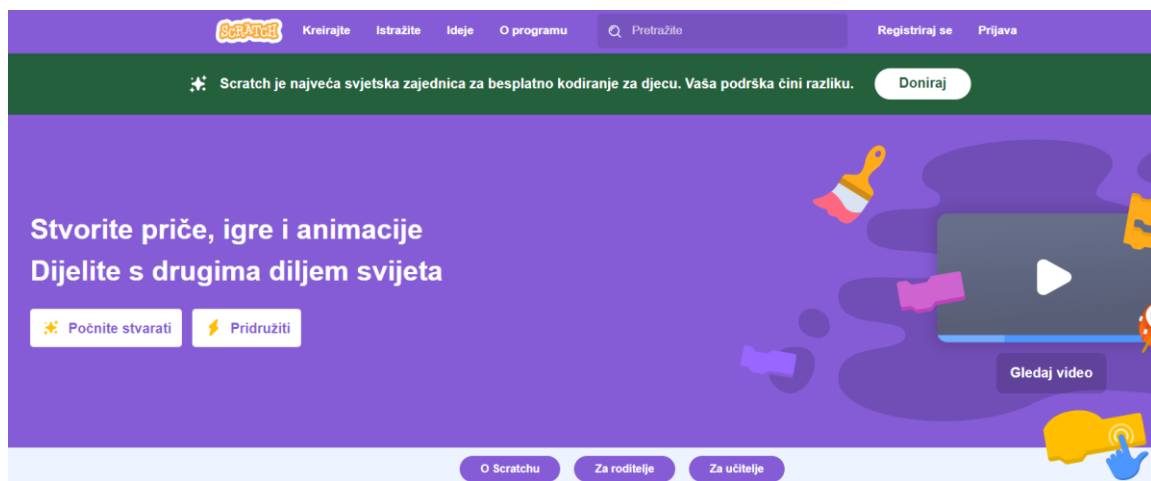 SCRATCH Kreirajte Istražite Ideje O programu Pretražite Registriraj se Prijava
Scratch je najveća svjetska zajednica za besplatno kodiranje za djecu. Vaša podrška čini razliku. Doniraj
Stvorite priče, igre i animacije
Dijelite s drugima diljem svijeta
Počnite stvarati Pridružiti
Gledaj video
O Scratchu Za roditelje Za učitelje